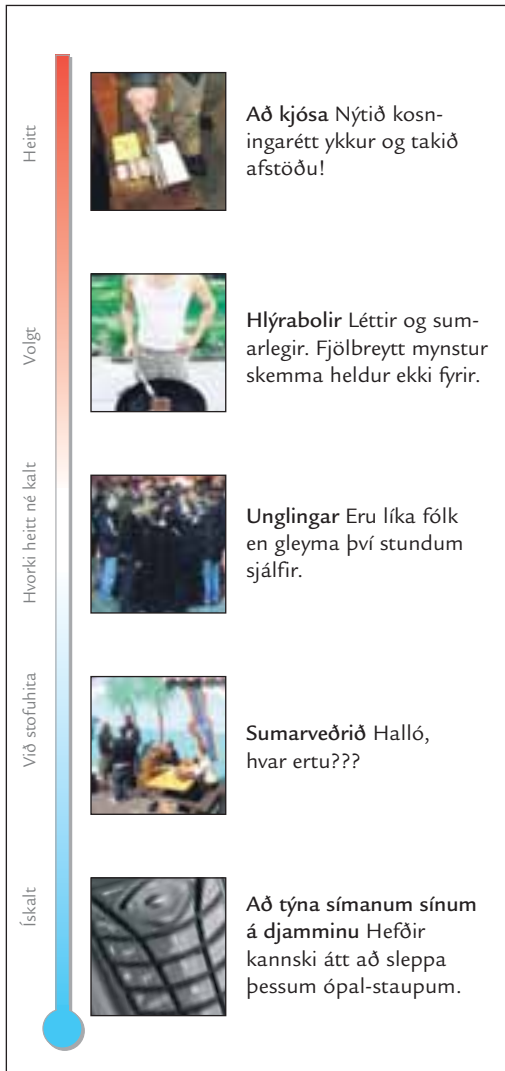 Heitt
Að kjósa Nýtið kosn-
ingarétt ykkur og takið
afstöðu!
Volgt
Hlýrabolir Léttir og sum-
arlegir. Fjölbreytt mynstur
skemma heldur ekki fyrir.
Hvorki heitt né kalt
Unglingar Eru líka fólk
en gleyma því stundum
sjálfir.
Við stofuhita
Sumarveðrið Halló,
hvar ertu???
Ískalt
Að týna símanum sínum
á djamminu Hefðir
kannski átt að sleppa
þessum ópal-staupum.